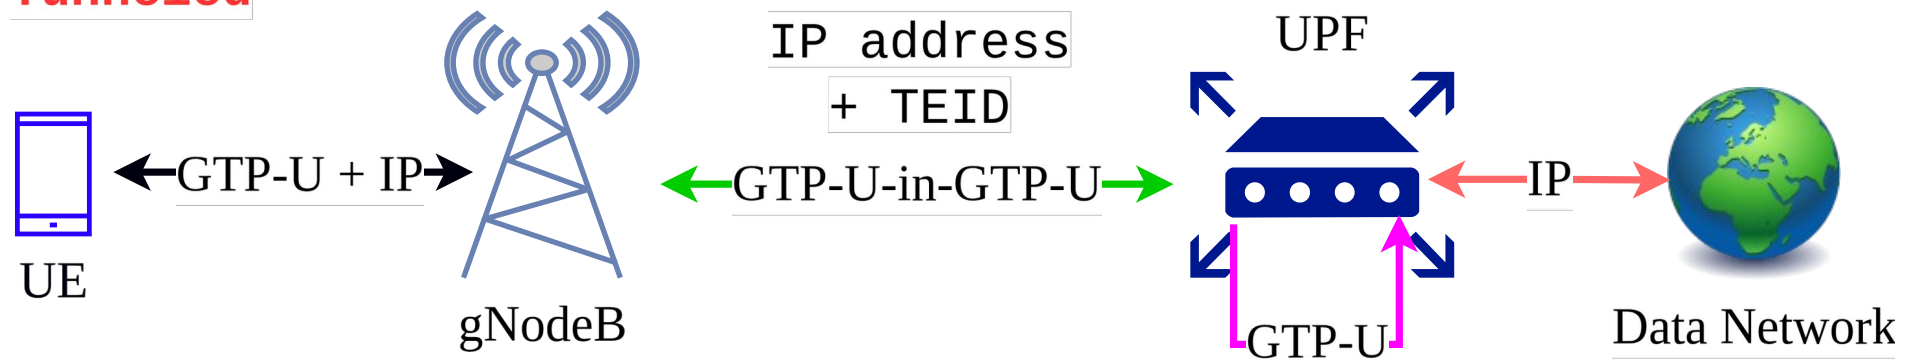 IP address
+ TEID
UPF
GTP-U + IP
GTP-U-in-GTP-U
IP
UE
gNodeB
GTP-U
Data Network